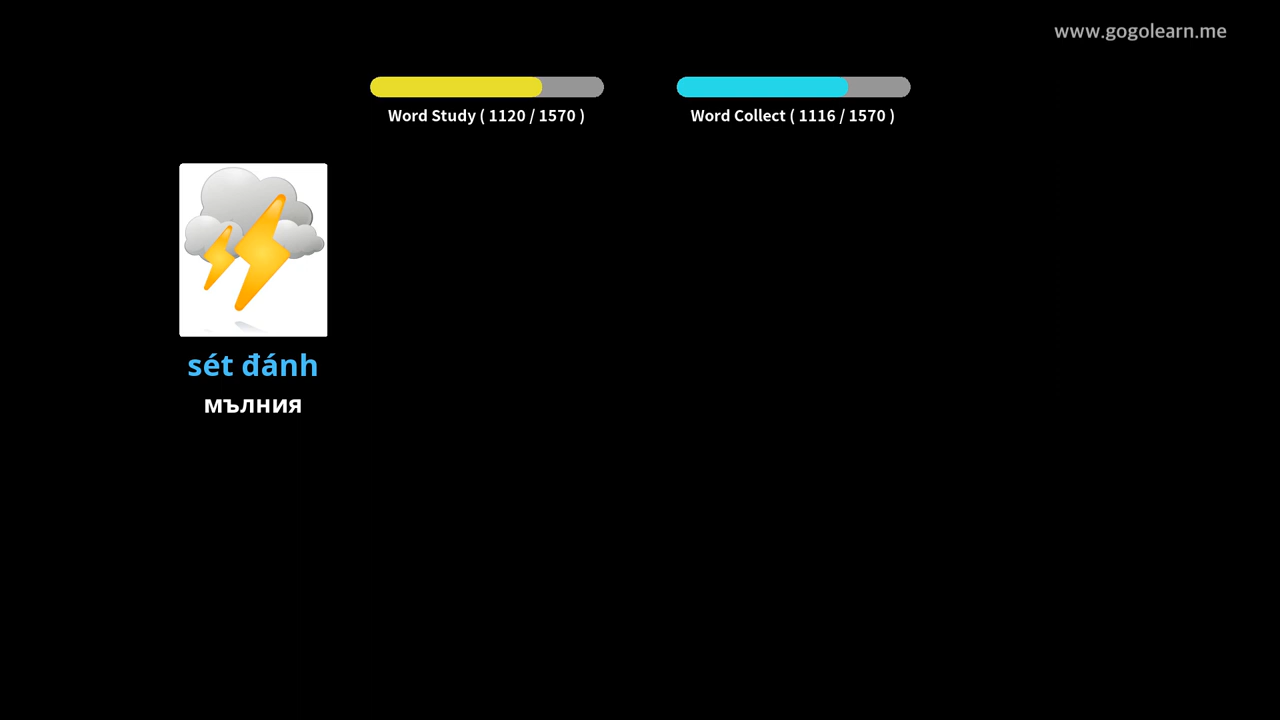 www.gogolearn.me
Word Study ( 1120 / 1570 )
Word Collect ( 1116 / 1570 )
sét đánh
мълния